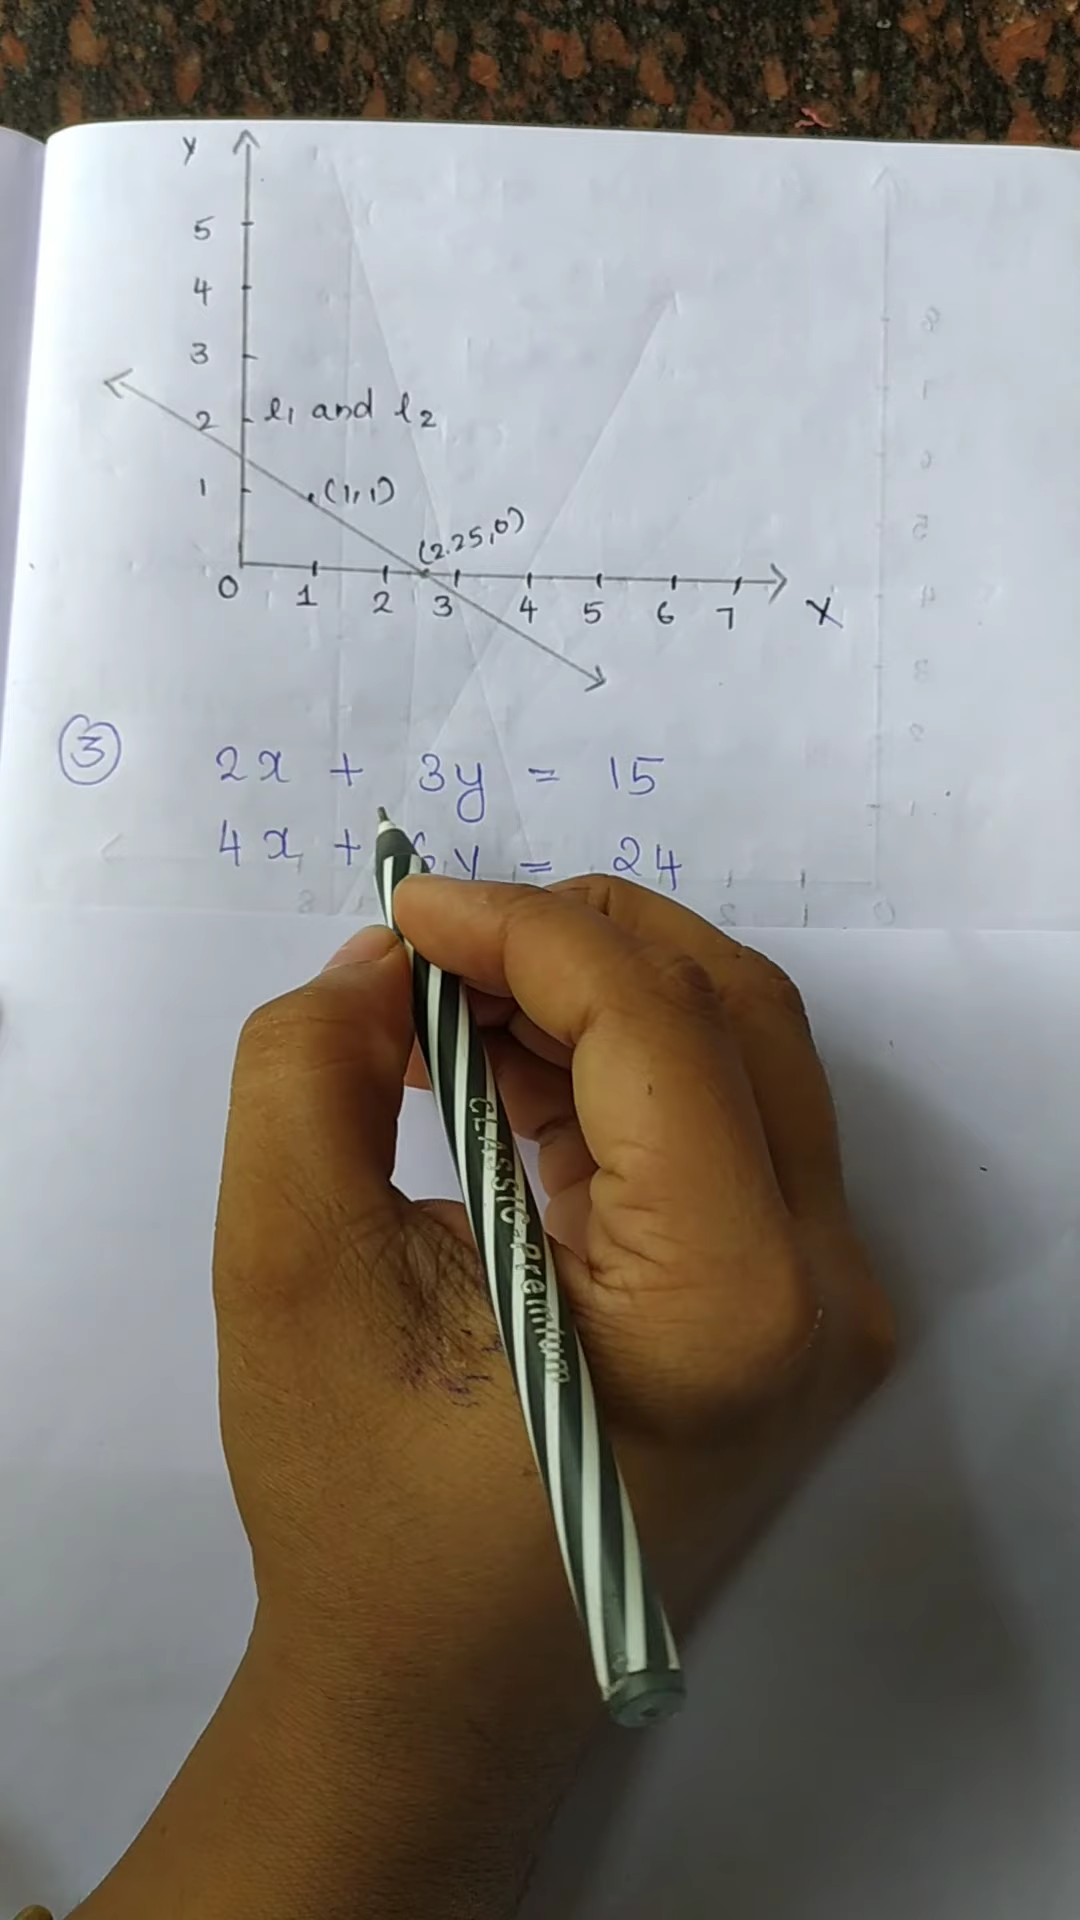 y
5
4
3
2 l₁ and l₂
1 (1,1)
(2.25,0)
0 1 2 3 4 5 6 7 X
③ 2x + 3y = 15
4x + 6y = 24
CLASSIC-Premium